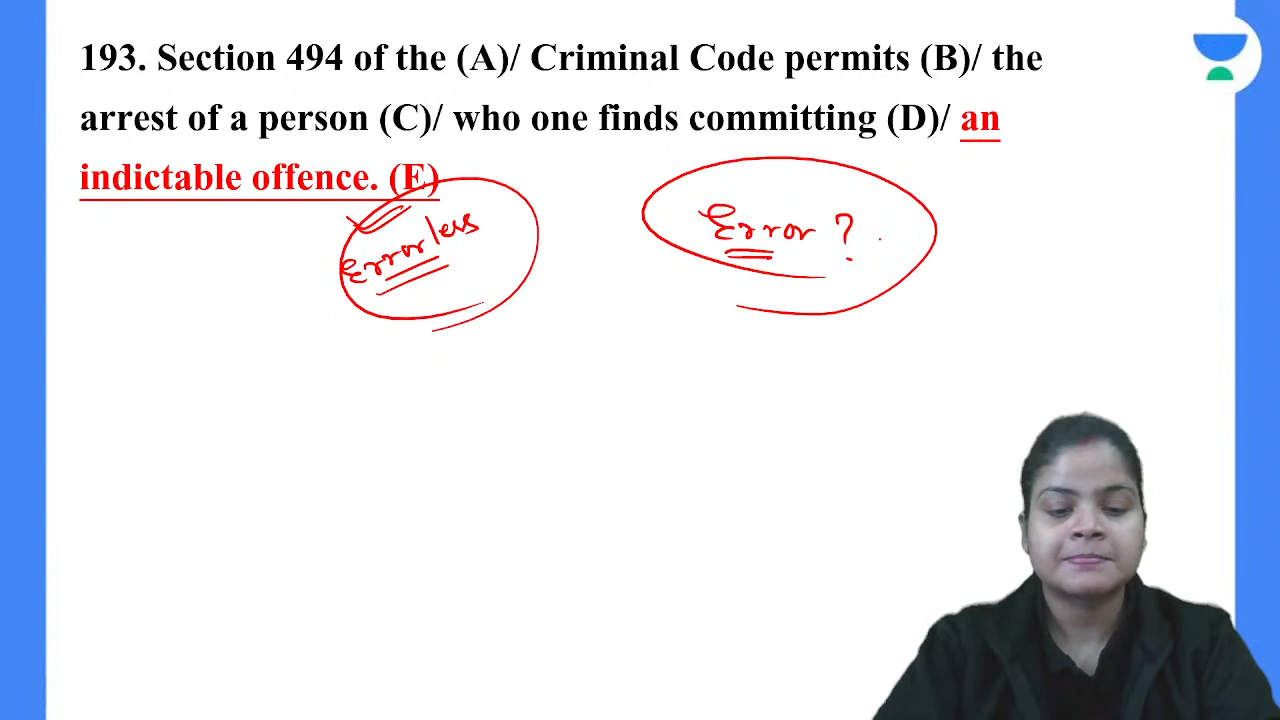 193. Section 494 of the (A)/ Criminal Code permits (B)/ the
arrest of a person (C)/ who one finds committing (D)/ an
indictable offence. (E)
Errorless
Error ?